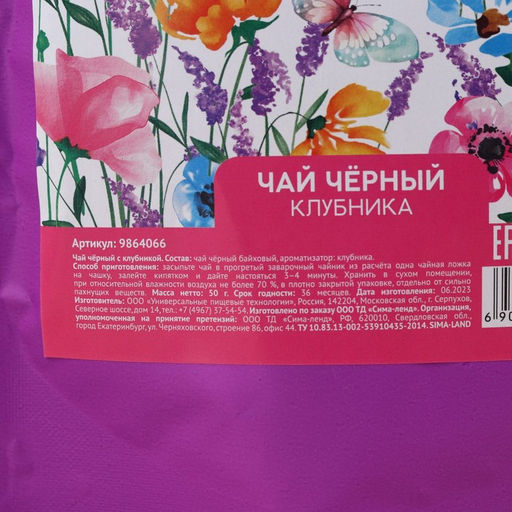 ЧАЙ ЧЁРНЫЙ
КЛУБНИКА
Артикул: 9864066
Чай чёрный с клубникой. Состав: чай чёрный байховый, ароматизатор: клубника.
Способ приготовления: засыпьте чай в прогретый заварочный чайник из расчёта одна чайная ложка
на чашку, залейте кипятком и дайте настояться 3–4 минуты. Хранить в сухом помещении,
при относительной влажности воздуха не более 70 %, в плотно закрытой упаковке, отдельно от сильно
пахнущих веществ. Масса нетто: 50 г. Срок годности: 36 месяцев. Дата изготовления: 06.2023
Изготовитель: ООО «Универсальные пищевые технологии», Россия, 142204, Московская обл., г. Серпухов,
Северное шоссе, дом 14, тел.: +7 (4967) 37-54-54. Изготовлено по заказу ООО ТД «Сима-ленд». Организация,
уполномоченная на принятие претензий: ООО ТД «Сима-ленд», РФ, 620010, Свердловская обл.,
город Екатеринбург, ул. Черняховского, строение 86, офис 44. ТУ 10.83.13-002-53910435-2014. SIMA-LAND
6 90